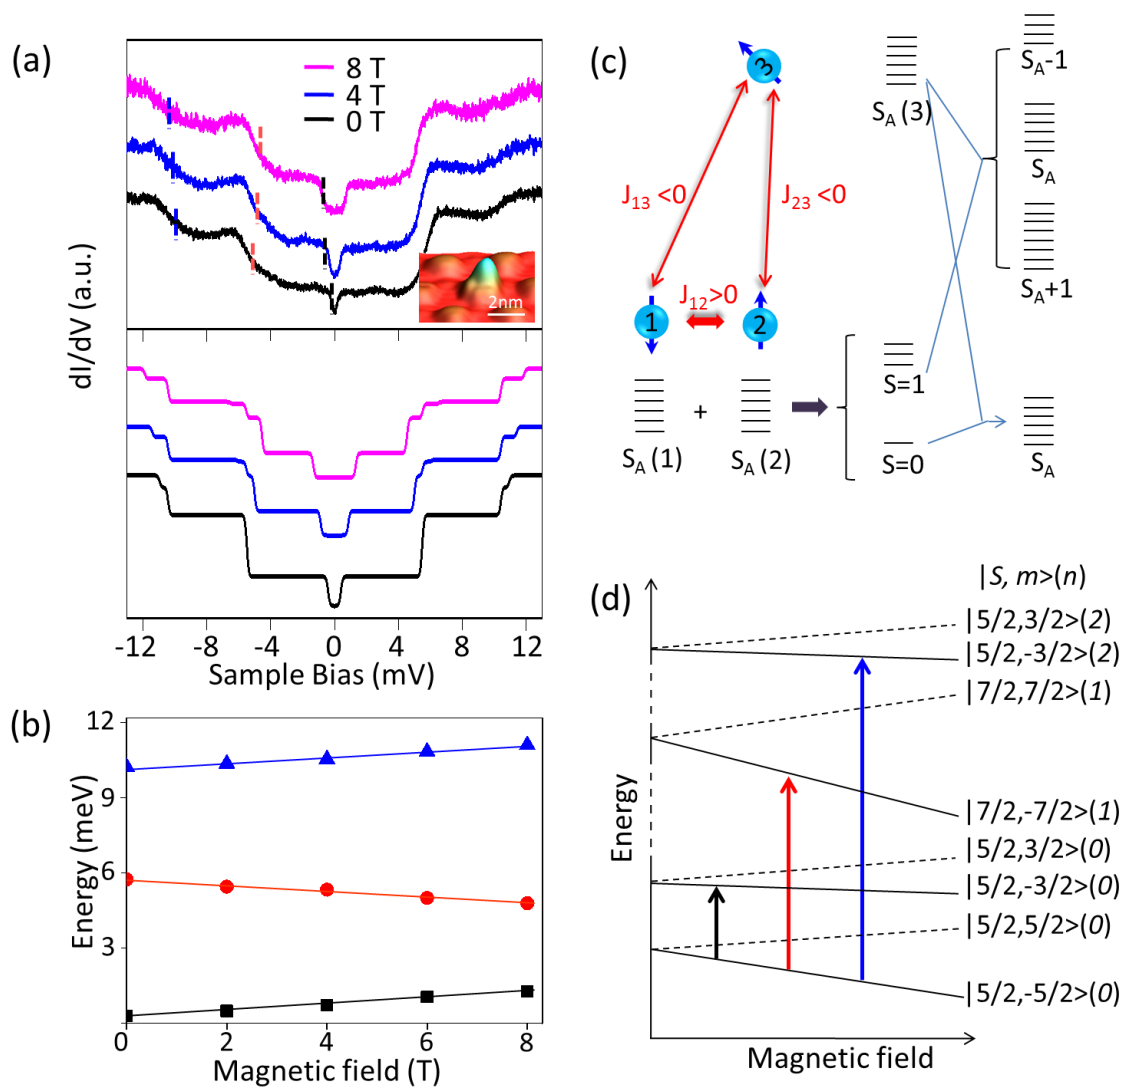 (a)
8 T
4 T
0 T
2nm
dI/dV (a.u.)
-12 -8 -4 0 4 8 12
Sample Bias (mV)
(b)
12
9
6
3
Energy (meV)
0 2 4 6 8
Magnetic field (T)
(c)
3
J13 <0
J23 <0
J12>0
1
2
SA (1)
+
SA (2)
SA (3)
S=1
S=0
SA-1
SA
SA+1
SA
(d)
|S, m>(n)
|5/2,3/2>(2)
|5/2,-3/2>(2)
|7/2,7/2>(1)
|7/2,-7/2>(1)
|5/2,3/2>(0)
|5/2,-3/2>(0)
|5/2,5/2>(0)
|5/2,-5/2>(0)
Energy
Magnetic field